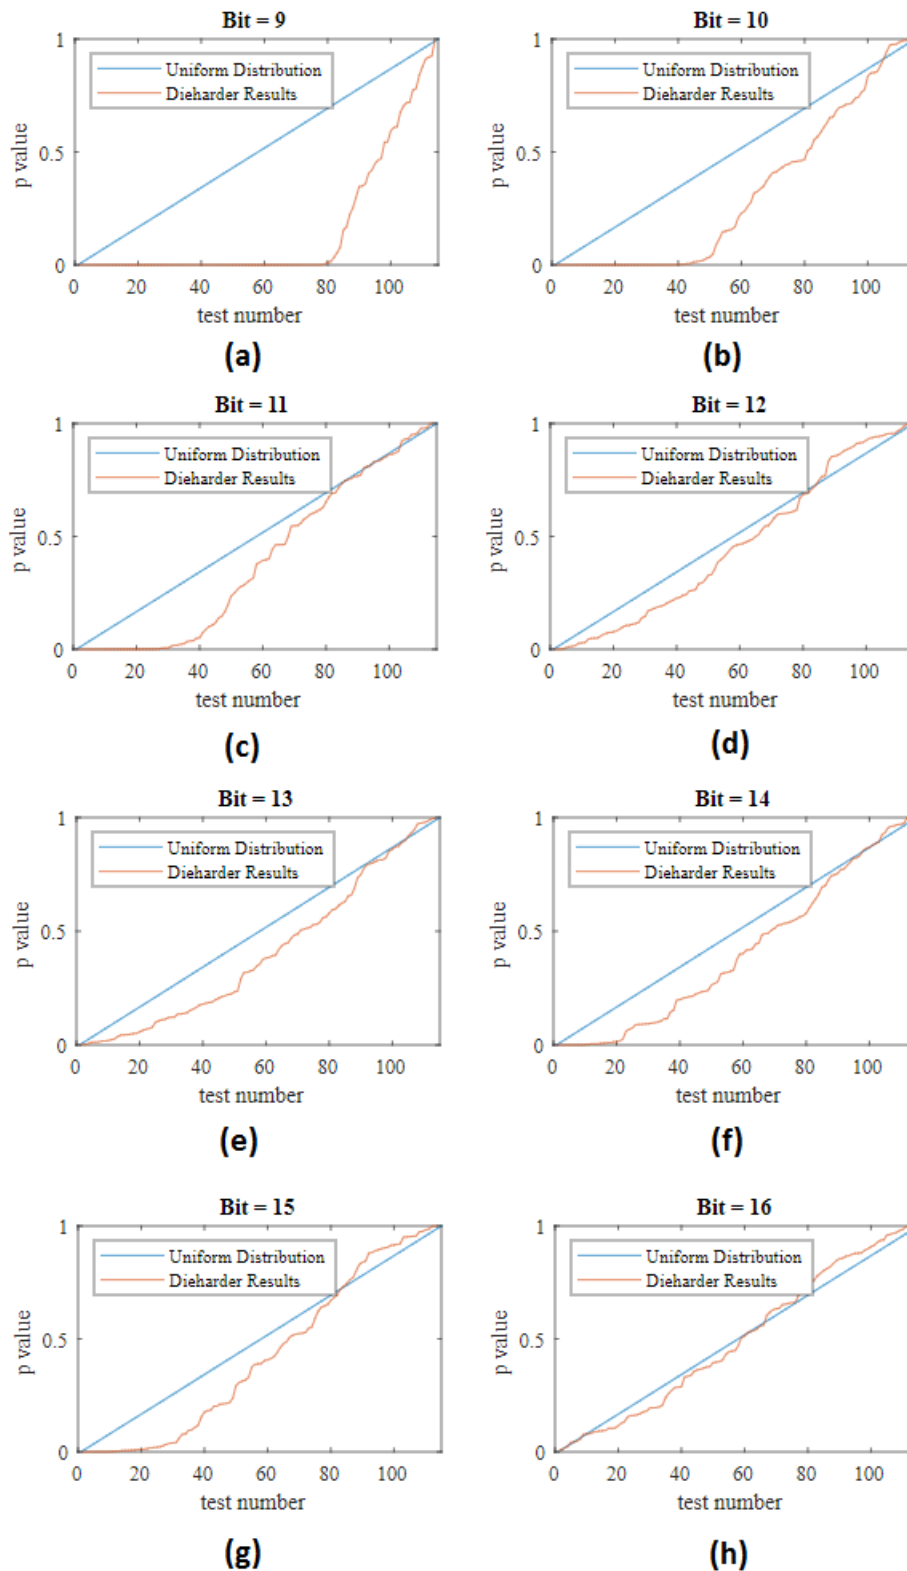 Bit = 9
Uniform Distribution
Dieharder Results
p value
1
0.5
0
0 20 40 60 80 100
test number
(a)
Bit = 10
Uniform Distribution
Dieharder Results
p value
1
0.5
0
0 20 40 60 80 100
test number
(b)
Bit = 11
Uniform Distribution
Dieharder Results
p value
1
0.5
0
0 20 40 60 80 100
test number
(c)
Bit = 12
Uniform Distribution
Dieharder Results
p value
1
0.5
0
0 20 40 60 80 100
test number
(d)
Bit = 13
Uniform Distribution
Dieharder Results
p value
1
0.5
0
0 20 40 60 80 100
test number
(e)
Bit = 14
Uniform Distribution
Dieharder Results
p value
1
0.5
0
0 20 40 60 80 100
test number
(f)
Bit = 15
Uniform Distribution
Dieharder Results
p value
1
0.5
0
0 20 40 60 80 100
test number
(g)
Bit = 16
Uniform Distribution
Dieharder Results
p value
1
0.5
0
0 20 40 60 80 100
test number
(h)